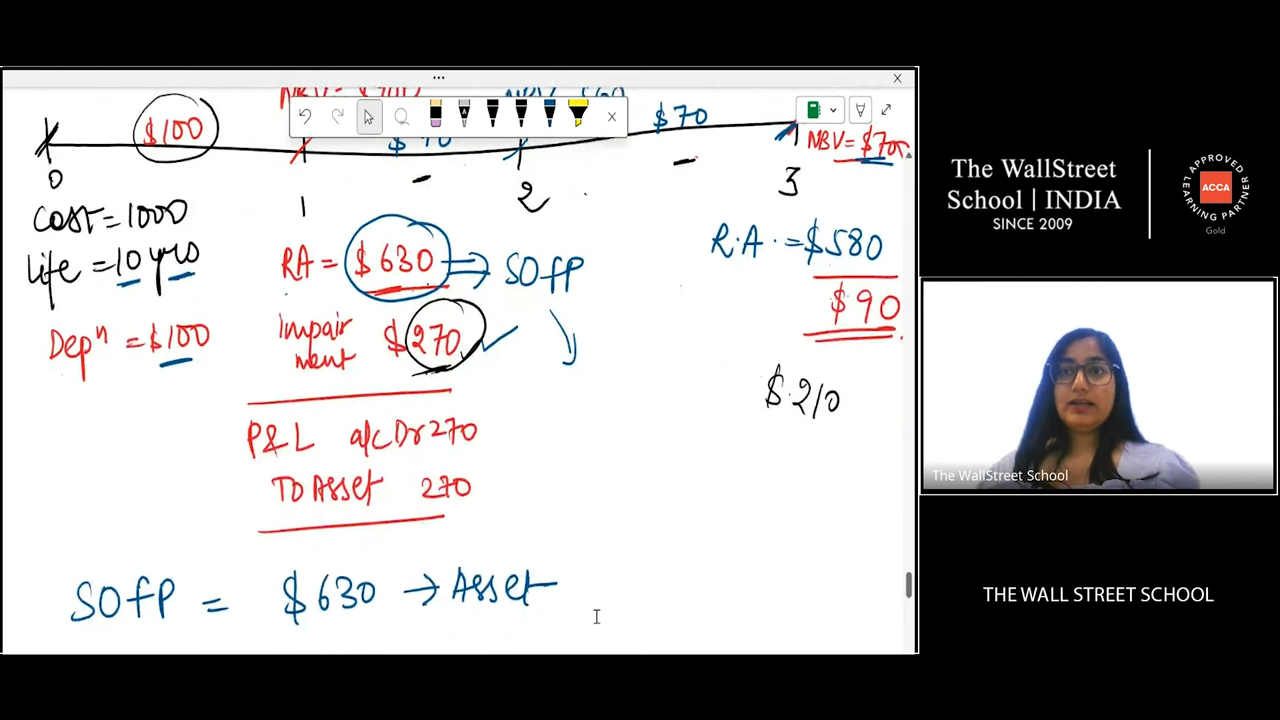 $100
$70
NBV = $700
0
1
2
3
Cost = 1000
Life = 10 yrs
Depn = $100
RA = $630 ⇒ SOFP
Impair
ment $270
P&L a/c Dr 270
TO Asset 270
SOFP = $630 → Asset
R.A. = $580
$90
$.210
The WallStreet
School | INDIA
SINCE 2009
APPROVED
LEARNING PARTNER
ACCA
Gold
The WallStreet School
THE WALL STREET SCHOOL